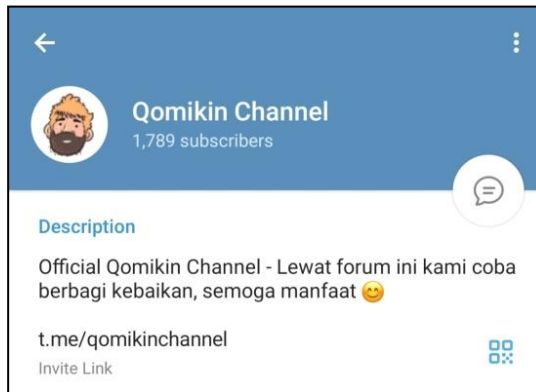 Qomikin Channel
1,789 subscribers
Description
Official Qomikin Channel - Lewat forum ini kami coba
berbagi kebaikan, semoga manfaat 😊
t.me/qomikinchannel
Invite Link